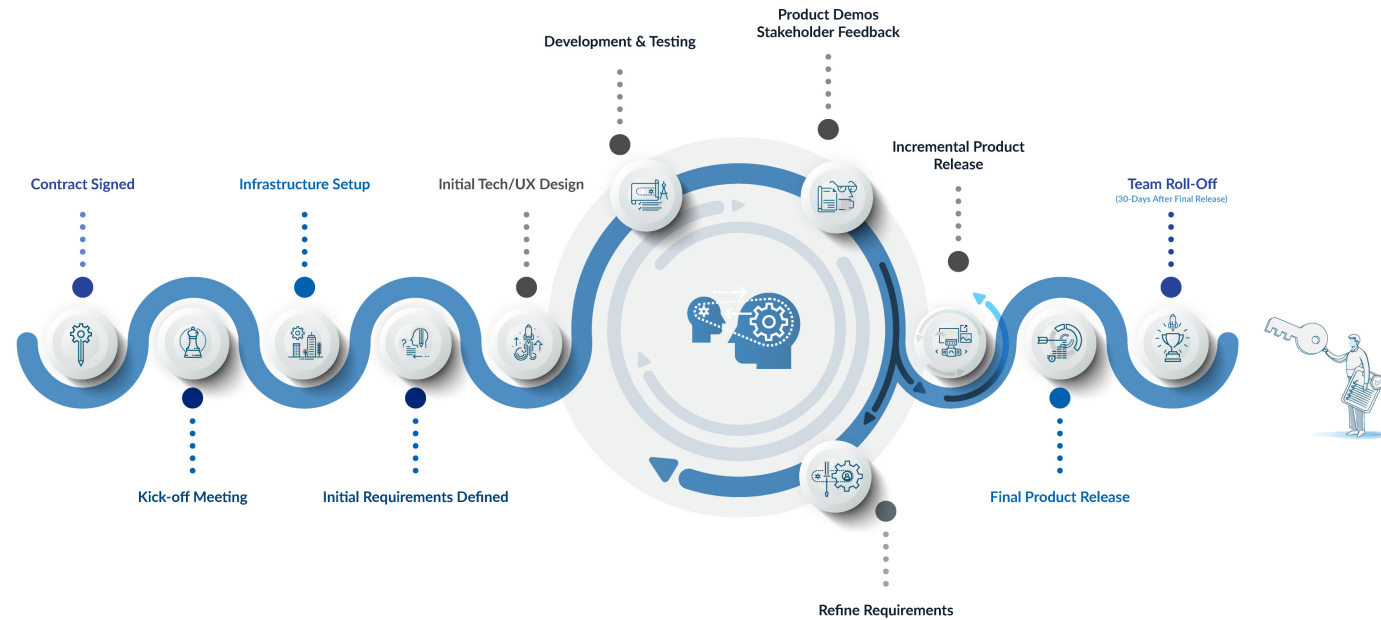 Product Demos
Stakeholder Feedback
Development & Testing
Incremental Product
Release
Contract Signed
Infrastructure Setup
Initial Tech/UX Design
Team Roll-Off
(30-Days After Final Release)
?
Kick-off Meeting
Initial Requirements Defined
Final Product Release
Refine Requirements